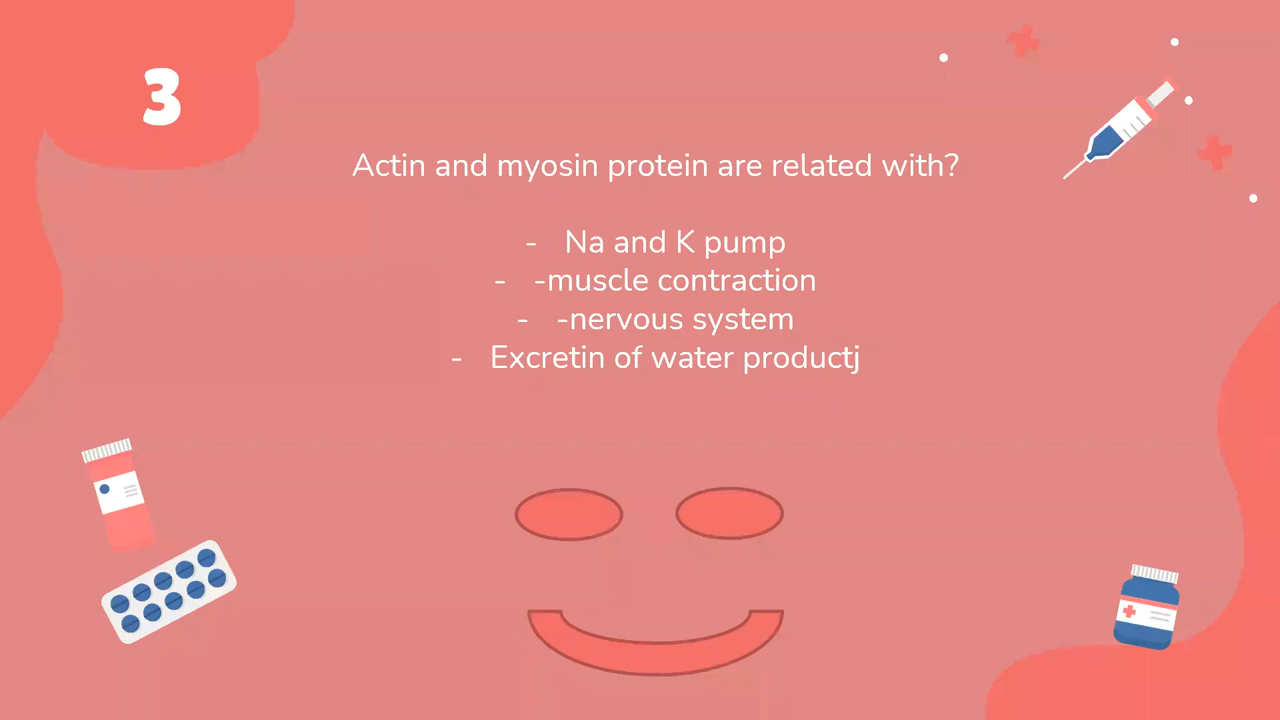 3
Actin and myosin protein are related with?
- Na and K pump
- -muscle contraction
- -nervous system
- Excretin of water productj